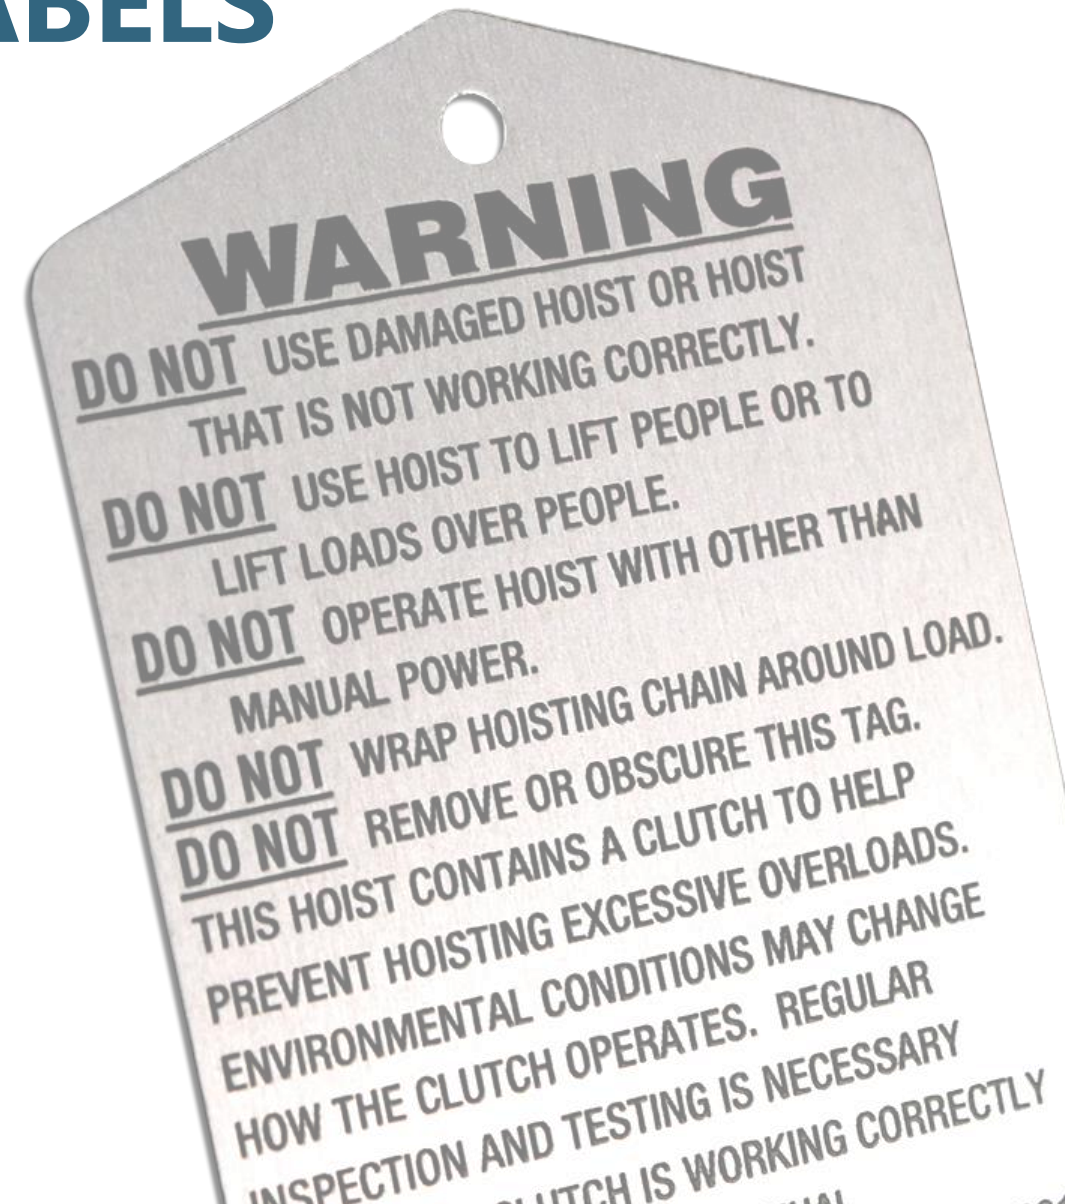 ABELS
WARNING
DO NOT USE DAMAGED HOIST OR HOIST
THAT IS NOT WORKING CORRECTLY.
DO NOT USE HOIST TO LIFT PEOPLE OR TO
LIFT LOADS OVER PEOPLE.
DO NOT OPERATE HOIST WITH OTHER THAN
MANUAL POWER.
DO NOT WRAP HOISTING CHAIN AROUND LOAD.
DO NOT REMOVE OR OBSCURE THIS TAG.
THIS HOIST CONTAINS A CLUTCH TO HELP
PREVENT HOISTING EXCESSIVE OVERLOADS.
ENVIRONMENTAL CONDITIONS MAY CHANGE
HOW THE CLUTCH OPERATES. REGULAR
INSPECTION AND TESTING IS NECESSARY
CLUTCH IS WORKING CORRECTLY